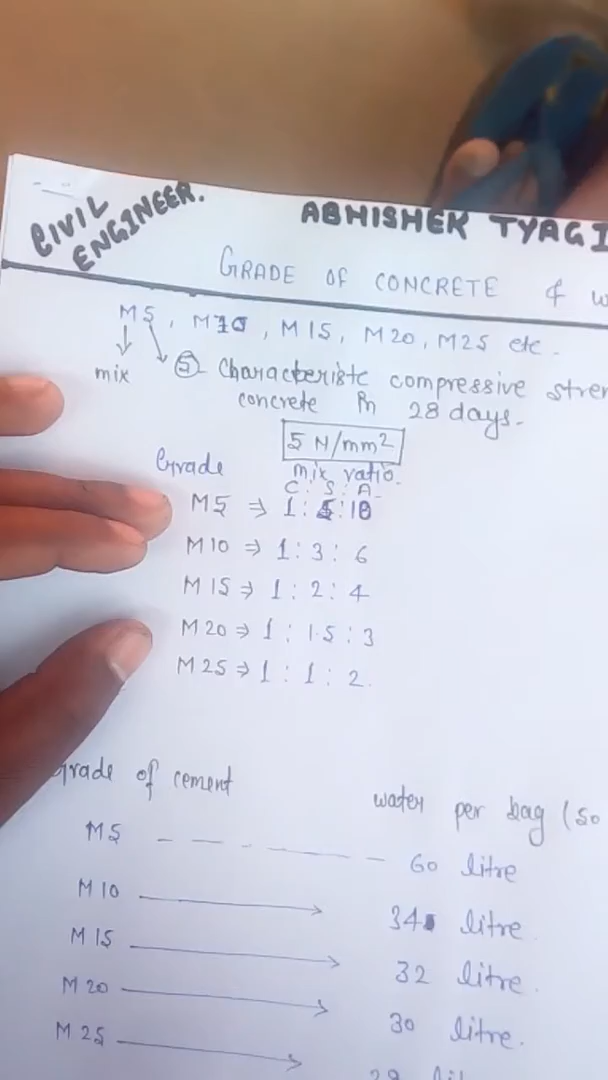 CIVIL
ENGINEER.
ABHISHEK TYAGI
GRADE OF CONCRETE & W
M5, M10, M15, M20, M25 etc.
mix
5 Characteristic compressive stren
concrete in 28 days.
5 N/mm²
Grade mix ratio.
C : S : A
M5 ⇒ 1 : 5 : 10
M10 ⇒ 1 : 3 : 6
M15 ⇒ 1 : 2 : 4
M20 ⇒ 1 : 1.5 : 3
M25 ⇒ 1 : 1 : 2.
Grade of cement water per bag (50
M5 60 litre
M10 34 litre.
M15 32 litre.
M20 30 litre.
M25